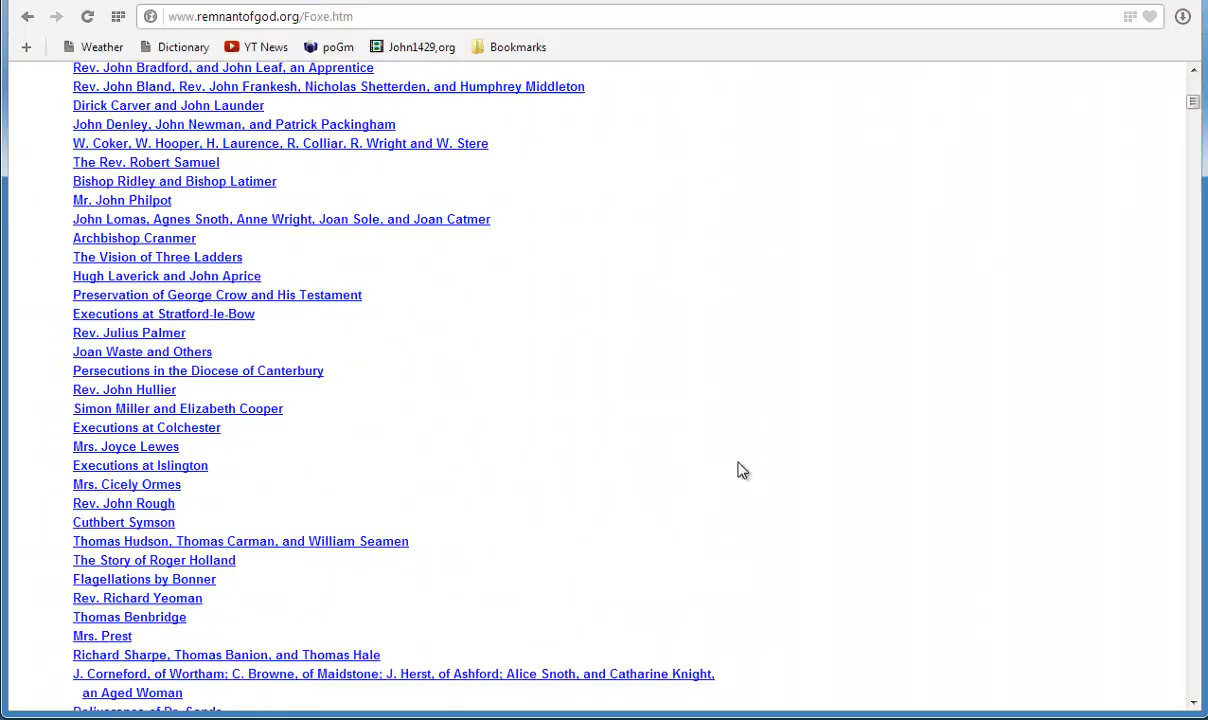 www.remnantofgod.org/Foxe.htm
Weather Dictionary YT News poGm John1429,org Bookmarks
Rev. John Bradford, and John Leaf, an Apprentice
Rev. John Bland, Rev. John Frankesh, Nicholas Shetterden, and Humphrey Middleton
Dirick Carver and John Launder
John Denley, John Newman, and Patrick Packingham
W. Coker, W. Hooper, H. Laurence, R. Colliar, R. Wright and W. Stere
The Rev. Robert Samuel
Bishop Ridley and Bishop Latimer
Mr. John Philpot
John Lomas, Agnes Snoth, Anne Wright, Joan Sole, and Joan Catmer
Archbishop Cranmer
The Vision of Three Ladders
Hugh Laverick and John Aprice
Preservation of George Crow and His Testament
Executions at Stratford-le-Bow
Rev. Julius Palmer
Joan Waste and Others
Persecutions in the Diocese of Canterbury
Rev. John Hullier
Simon Miller and Elizabeth Cooper
Executions at Colchester
Mrs. Joyce Lewes
Executions at Islington
Mrs. Cicely Ormes
Rev. John Rough
Cuthbert Symson
Thomas Hudson, Thomas Carman, and William Seamen
The Story of Roger Holland
Flagellations by Bonner
Rev. Richard Yeoman
Thomas Benbridge
Mrs. Prest
Richard Sharpe, Thomas Banion, and Thomas Hale
J. Corneford, of Wortham; C. Browne, of Maidstone; J. Herst, of Ashford; Alice Snoth, and Catharine Knight,
an Aged Woman
Deliverance of Dr. Sands